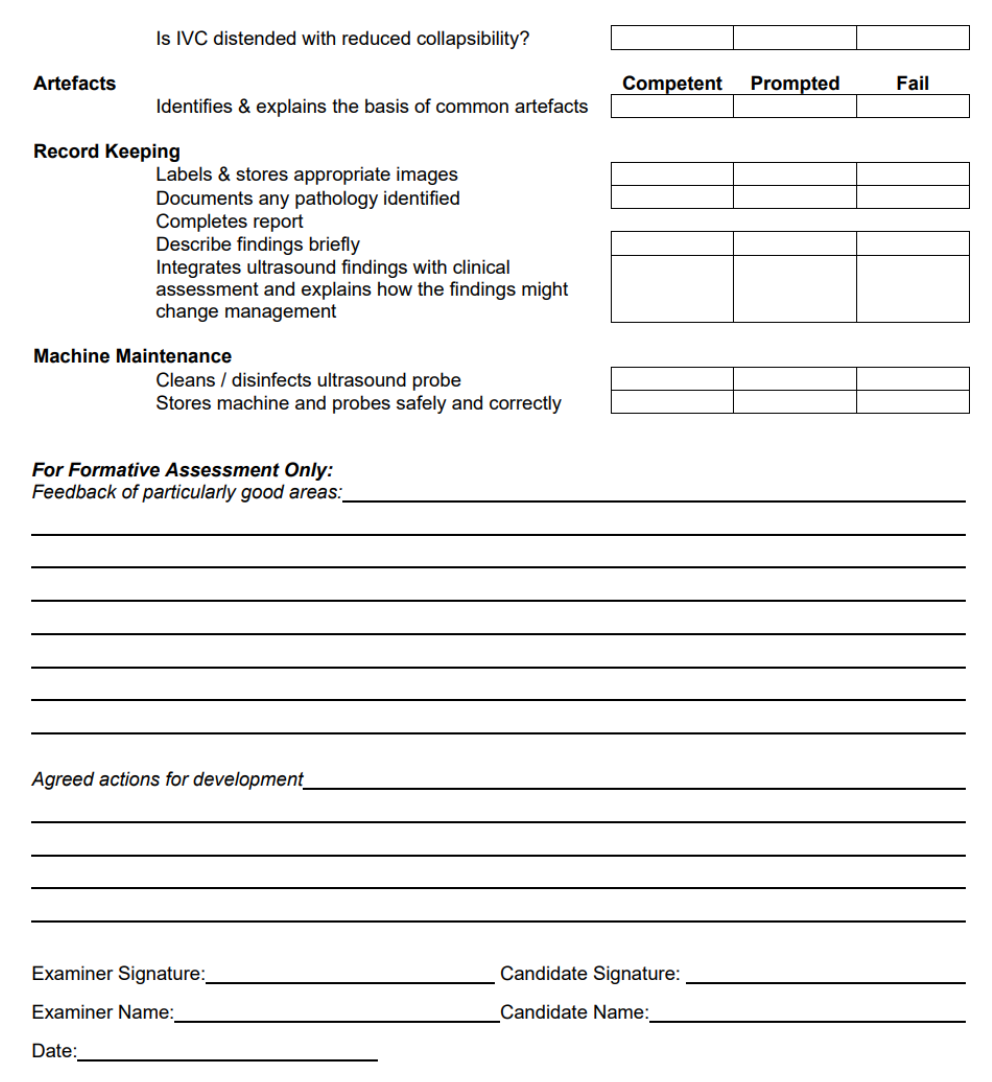 Is IVC distended with reduced collapsibility?
Artefacts Competent Prompted Fail
Identifies & explains the basis of common artefacts
Record Keeping
Labels & stores appropriate images
Documents any pathology identified
Completes report
Describe findings briefly
Integrates ultrasound findings with clinical
assessment and explains how the findings might
change management
Machine Maintenance
Cleans / disinfects ultrasound probe
Stores machine and probes safely and correctly
For Formative Assessment Only:
Feedback of particularly good areas:
Agreed actions for development
Examiner Signature: Candidate Signature:
Examiner Name: Candidate Name:
Date: